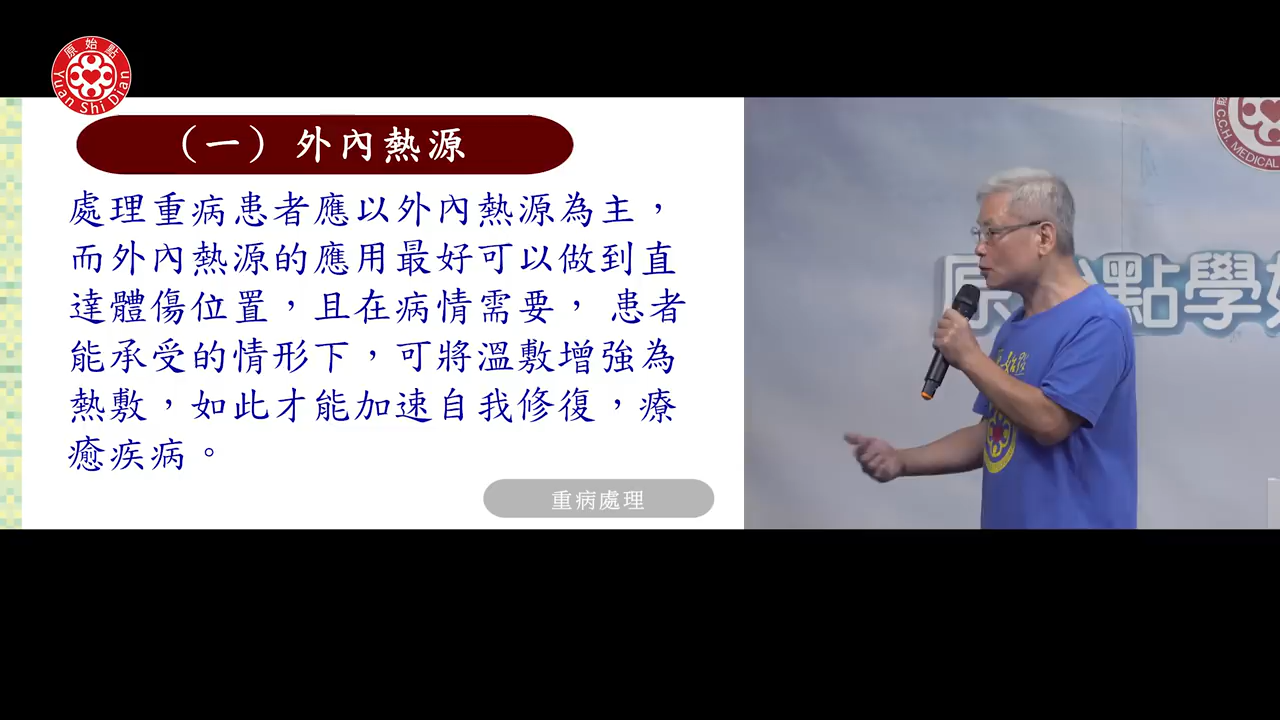 原始點
Yuan Shi Dian
（一）外內熱源
處理重病患者應以外內熱源為主，
而外內熱源的應用最好可以做到直
達體傷位置，且在病情需要， 患者
能承受的情形下，可將溫敷增強為
熱敷，如此才能加速自我修復，療
癒疾病。
重病處理
C.C.H. MEDICAL
點學